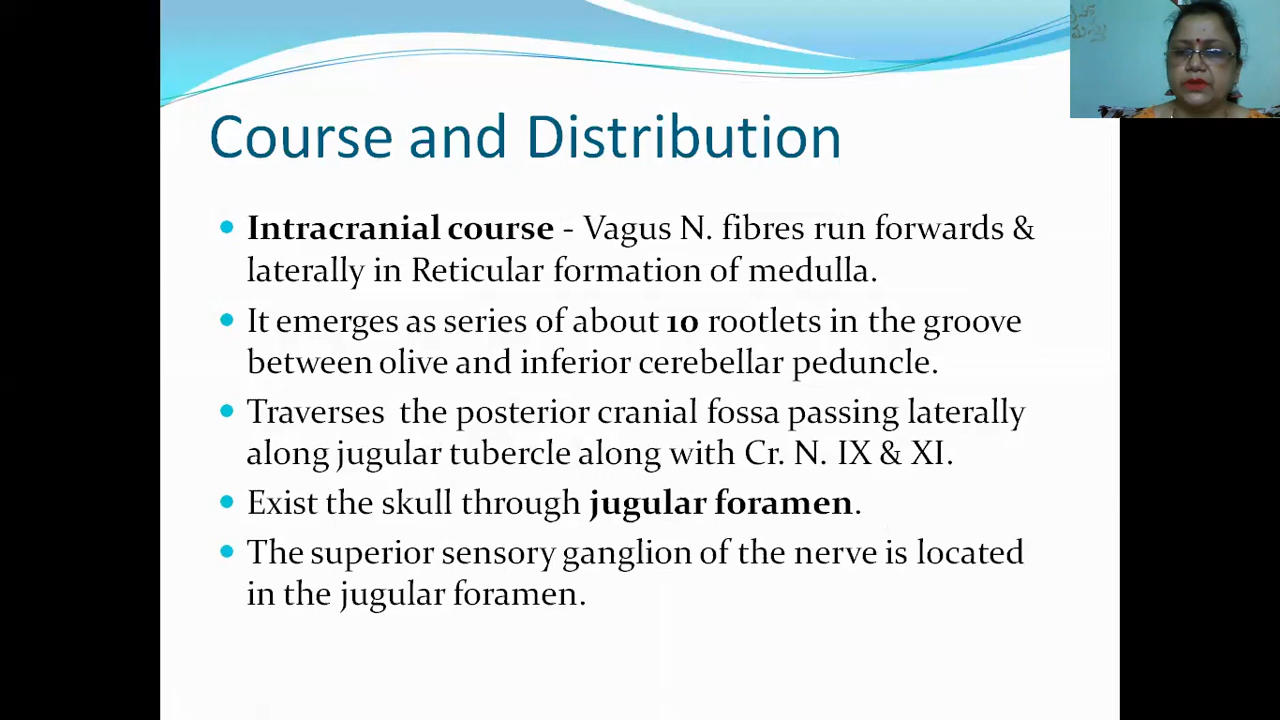 Course and Distribution
Intracranial course - Vagus N. fibres run forwards &
laterally in Reticular formation of medulla.
It emerges as series of about 10 rootlets in the groove
between olive and inferior cerebellar peduncle.
Traverses the posterior cranial fossa passing laterally
along jugular tubercle along with Cr. N. IX & XI.
Exist the skull through jugular foramen.
The superior sensory ganglion of the nerve is located
in the jugular foramen.